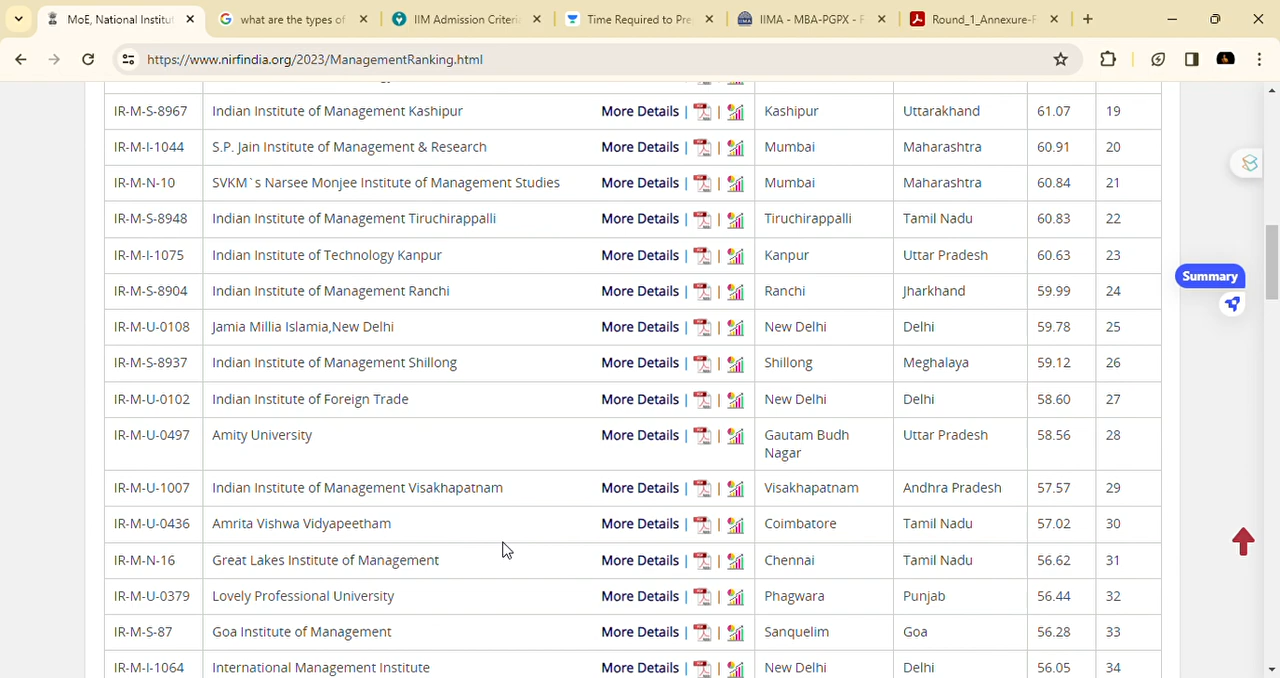 MoE, National Institut
what are the types of
IIM Admission Criteri
Time Required to Pre
IIMA - MBA-PGPX - F
Round_1_Annexure-F
https://www.nirfindia.org/2023/ManagementRanking.html
IR-M-S-8967 Indian Institute of Management Kashipur More Details | | Kashipur Uttarakhand 61.07 19
IR-M-I-1044 S.P. Jain Institute of Management & Research More Details | | Mumbai Maharashtra 60.91 20
IR-M-N-10 SVKM`s Narsee Monjee Institute of Management Studies More Details | | Mumbai Maharashtra 60.84 21
IR-M-S-8948 Indian Institute of Management Tiruchirappalli More Details | | Tiruchirappalli Tamil Nadu 60.83 22
IR-M-I-1075 Indian Institute of Technology Kanpur More Details | | Kanpur Uttar Pradesh 60.63 23
IR-M-S-8904 Indian Institute of Management Ranchi More Details | | Ranchi Jharkhand 59.99 24
IR-M-U-0108 Jamia Millia Islamia,New Delhi More Details | | New Delhi Delhi 59.78 25
IR-M-S-8937 Indian Institute of Management Shillong More Details | | Shillong Meghalaya 59.12 26
IR-M-U-0102 Indian Institute of Foreign Trade More Details | | New Delhi Delhi 58.60 27
IR-M-U-0497 Amity University More Details | | Gautam Budh Uttar Pradesh 58.56 28
Nagar
IR-M-U-1007 Indian Institute of Management Visakhapatnam More Details | | Visakhapatnam Andhra Pradesh 57.57 29
IR-M-U-0436 Amrita Vishwa Vidyapeetham More Details | | Coimbatore Tamil Nadu 57.02 30
IR-M-N-16 Great Lakes Institute of Management More Details | | Chennai Tamil Nadu 56.62 31
IR-M-U-0379 Lovely Professional University More Details | | Phagwara Punjab 56.44 32
IR-M-S-87 Goa Institute of Management More Details | | Sanquelim Goa 56.28 33
IR-M-I-1064 International Management Institute More Details | | New Delhi Delhi 56.05 34
Summary